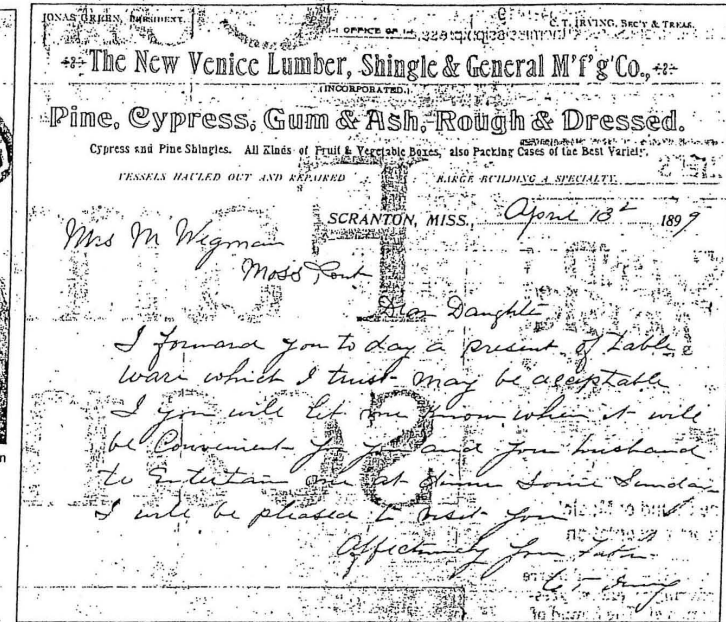 JONAS GREEN, PRESIDENT.
OFFICE OF
C. T. IRVING, SEC'Y & TREAS.
The New Venice Lumber, Shingle & General M'f'g' Co.,
(INCORPORATED.)
Pine, Cypress, Gum & Ash, Rough & Dressed.
Cypress and Pine Shingles. All Kinds of Fruit & Vegetable Boxes, also Packing Cases of the Best Variety.
VESSELS HAULED OUT AND REPAIRED
BARGE BUILDING A SPECIALTY.
SCRANTON, MISS., April 13 1899
Mrs M Wegman
Moss Point
Dear Daughter
I forward you to day a present of table
ware which I trust may be acceptable
I you will let me know when it will
be Convenient for you and your husband
to Entertain me at dinner Some Sunday
I will be pleased to visit you
Affectionately your Father